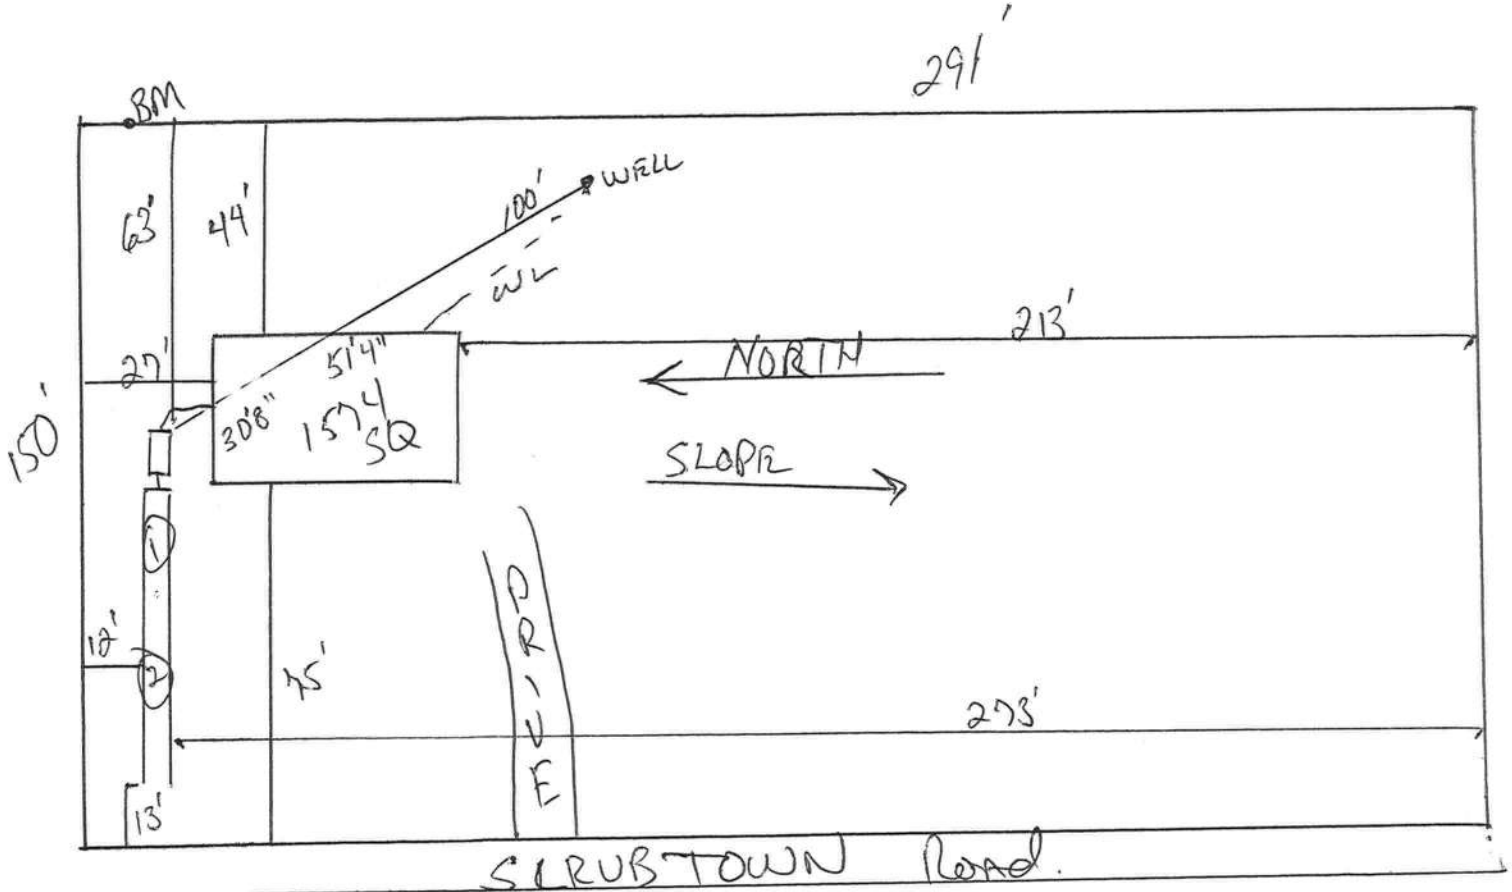 291'
BM
63'
44'
100'
WELL
WL
213'
27'
51'4"
NORTH
150'
30'8"
1574
SQ
SLOPE
1
12'
2
75'
DRIVE
273'
13'
SCRUBTOWN Road.